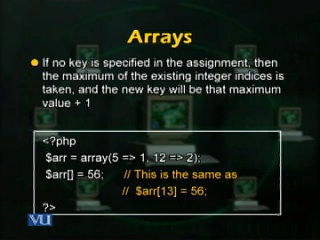 Arrays
If no key is specified in the assignment, then
the maximum of the existing integer indices is
taken, and the new key will be that maximum
value + 1
<?php
$arr = array(5 => 1, 12 => 2);
$arr[] = 56; // This is the same as
// $arr[13] = 56;
?>
VU